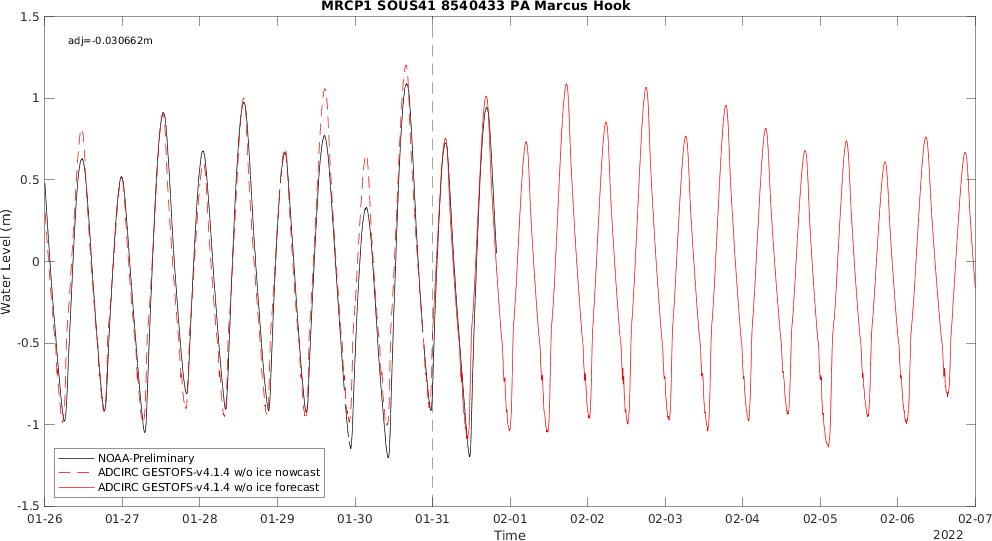 MRCP1 SOUS41 8540433 PA Marcus Hook
adj=-0.030662m
1.5
1
0.5
0
-0.5
-1
-1.5
Water Level (m)
NOAA-Preliminary
ADCIRC GESTOFS-v4.1.4 w/o ice nowcast
ADCIRC GESTOFS-v4.1.4 w/o ice forecast
01-26 01-27 01-28 01-29 01-30 01-31 02-01 02-02 02-03 02-04 02-05 02-06 02-07
Time
2022